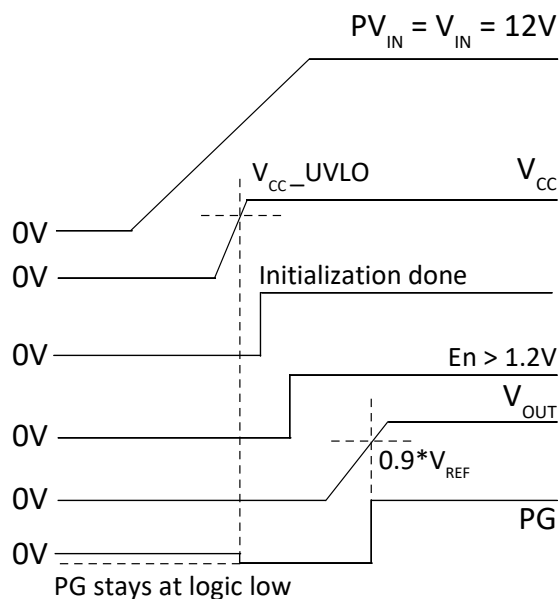 PV_IN = V_IN = 12V
V_CC_UVLO
V_CC
0V
0V
Initialization done
0V
En > 1.2V
V_OUT
0V
0.9*V_REF
0V
PG
0V
PG stays at logic low